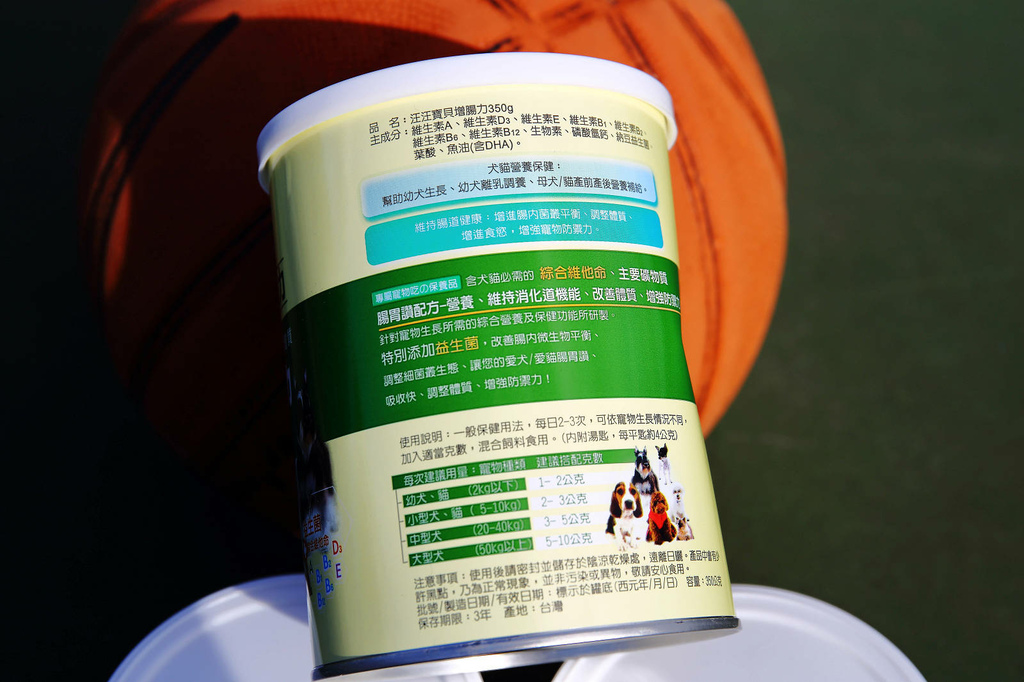 品 名：汪汪寶貝增腸力350g
主成分：維生素A、維生素D3、維生素E、維生素B1、維生素B2、
維生素B6、維生素B12、生物素、磷酸氫鈣、納豆益生菌、
葉酸、魚油(含DHA)。
犬貓營養保健：
幫助幼犬生長、幼犬離乳調養、母犬/貓產前產後營養補給。
維持腸道健康：增進腸內菌叢平衡、調整體質、
增進食慾，增強寵物防禦力。
專屬寵物吃の保養品 含犬貓必需的 綜合維他命、主要礦物質
腸胃讚配方-營養、維持消化道機能、改善體質、增強防禦力
針對寵物生長所需的綜合營養及保健功能所研製。
特別添加益生菌，改善腸內微生物平衡、
調整細菌叢生態、讓您的愛犬/愛貓腸胃讚、
吸收快、調整體質、增強防禦力！
使用說明：一般保健用法，每日2-3次，可依寵物生長情況不同，
加入適當克數，混合飼料食用。(內附湯匙，每平匙約4公克)
每次建議用量：寵物種類 建議搭配克數
幼犬、貓 (2kg以下) 1- 2公克
小型犬、貓 ( 5-10kg) 2- 3公克
中型犬 (20-40kg) 3- 5公克
大型犬 (50kg以上) 5-10公克
注意事項：使用後請密封並儲存於陰涼乾燥處，遠離日曬。產品中會有少
許黑點，乃為正常現象，並非污染或異物，敬請安心食用。
批號/製造日期/有效日期：標示於罐底(西元年/月/日) 容量：350公克
保存期限：3年 產地：台灣
D3
E